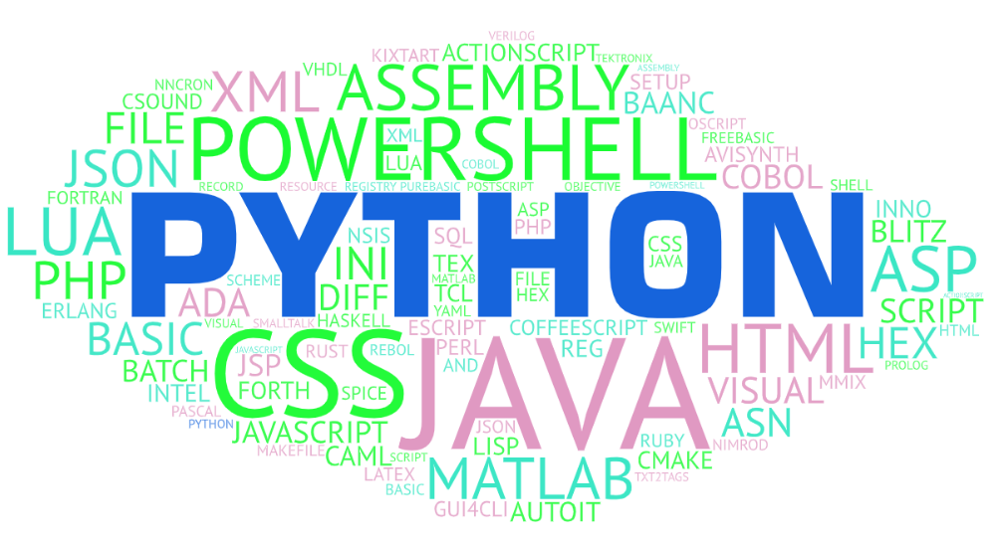 VERILOG
KIXTART
ACTIONSCRIPT
TEKTRONIX
VHDL
ASSEMBLY
NNCRON
XML
ASSEMBLY
SETUP
CSOUND
BAANC
FILE
POWERSHELL
XML
OSCRIPT
FREEBASIC
LUA
COBOL
AVISYNTH
JSON
COBOL
FORTRAN
RECORD
RESOURCE
REGISTRY
PUREBASIC
POSTSCRIPT
OBJECTIVE
POWERSHELL
SHELL
LUA
PYTHON
ASP
PHP
INNO
NSIS
SQL
CSS
JAVA
BLITZ
PHP
INI
TEX
MATLAB
FILE
HEX
ASP
SCHEME
DIFF
TCL
YAML
ACTIONSCRIPT
ERLANG
ADA
SCRIPT
VISUAL
SMALLTALK
HASKELL
ESCRIPT
COFFEESCRIPT
SWIFT
HTML
BASIC
CSS
JAVA
HTML
HEX
JAVASCRIPT
RUST
REBOL
PERL
REG
BATCH
JSP
AND
PROLOG
INTEL
FORTH
SPICE
VISUAL
MMIX
PASCAL
PYTHON
JAVASCRIPT
JSON
ASN
MAKEFILE
CAML
SCRIPT
LISP
RUBY
NIMROD
CMAKE
LATEX
MATLAB
TXT2TAGS
BASIC
GUI4CLI
AUTOIT